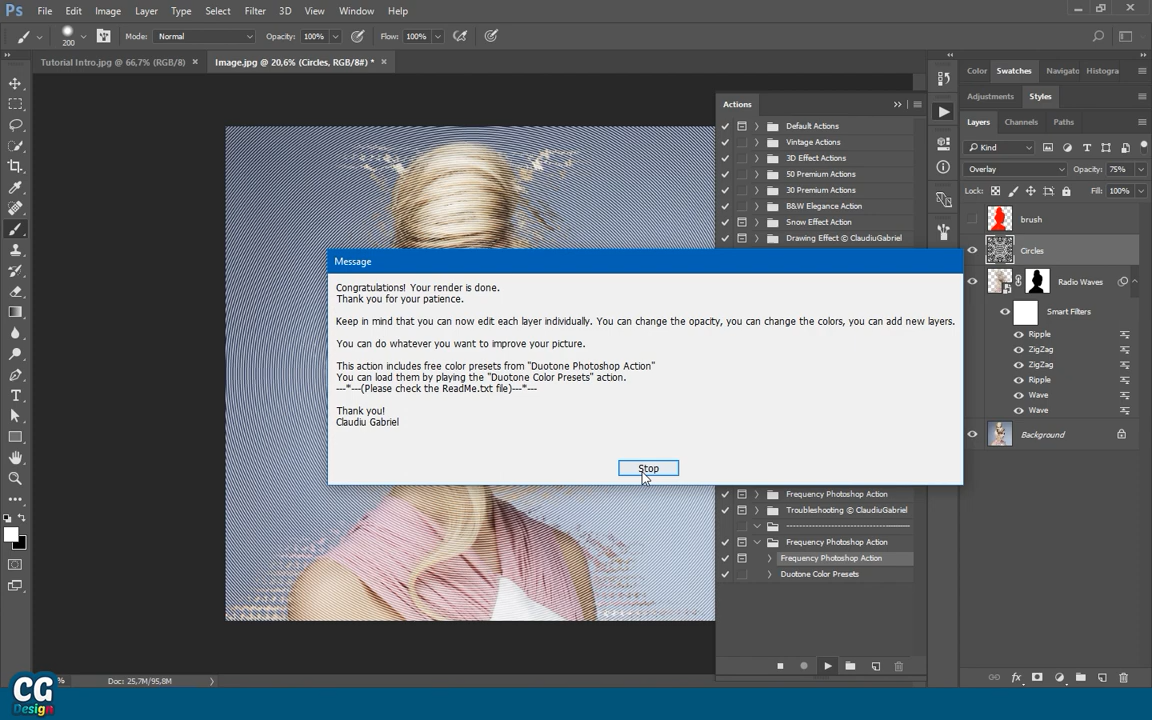 Ps File Edit Image Layer Type Select Filter 3D View Window Help
200 Mode: Normal Opacity: 100% Flow: 100%
Tutorial Intro.jpg @ 66,7% (RGB/8) × Image.jpg @ 20,6% (Circles, RGB/8#) * ×
Color Swatches Navigato Histogra
Adjustments Styles
Layers Channels Paths
Kind
Overlay Opacity: 75%
Lock: Fill: 100%
brush
Circles
Radio Waves
Smart Filters
Ripple
ZigZag
ZigZag
Ripple
Wave
Wave
Background
Actions
Default Actions
Vintage Actions
3D Effect Actions
50 Premium Actions
30 Premium Actions
B&W Elegance Action
Snow Effect Action
Drawing Effect © ClaudiuGabriel
Message
Congratulations! Your render is done.
Thank you for your patience.
Keep in mind that you can now edit each layer individually. You can change the opacity, you can change the colors, you can add new layers.
You can do whatever you want to improve your picture.
This action includes free color presets from "Duotone Photoshop Action"
You can load them by playing the "Duotone Color Presets" action.
---*---(Please check the ReadMe.txt file)---*---
Thank you!
Claudiu Gabriel
Stop
Frequency Photoshop Action
Troubleshooting © ClaudiuGabriel
Frequency Photoshop Action
Frequency Photoshop Action
Duotone Color Presets
Doc: 25,7M/95,8M
CG
Design